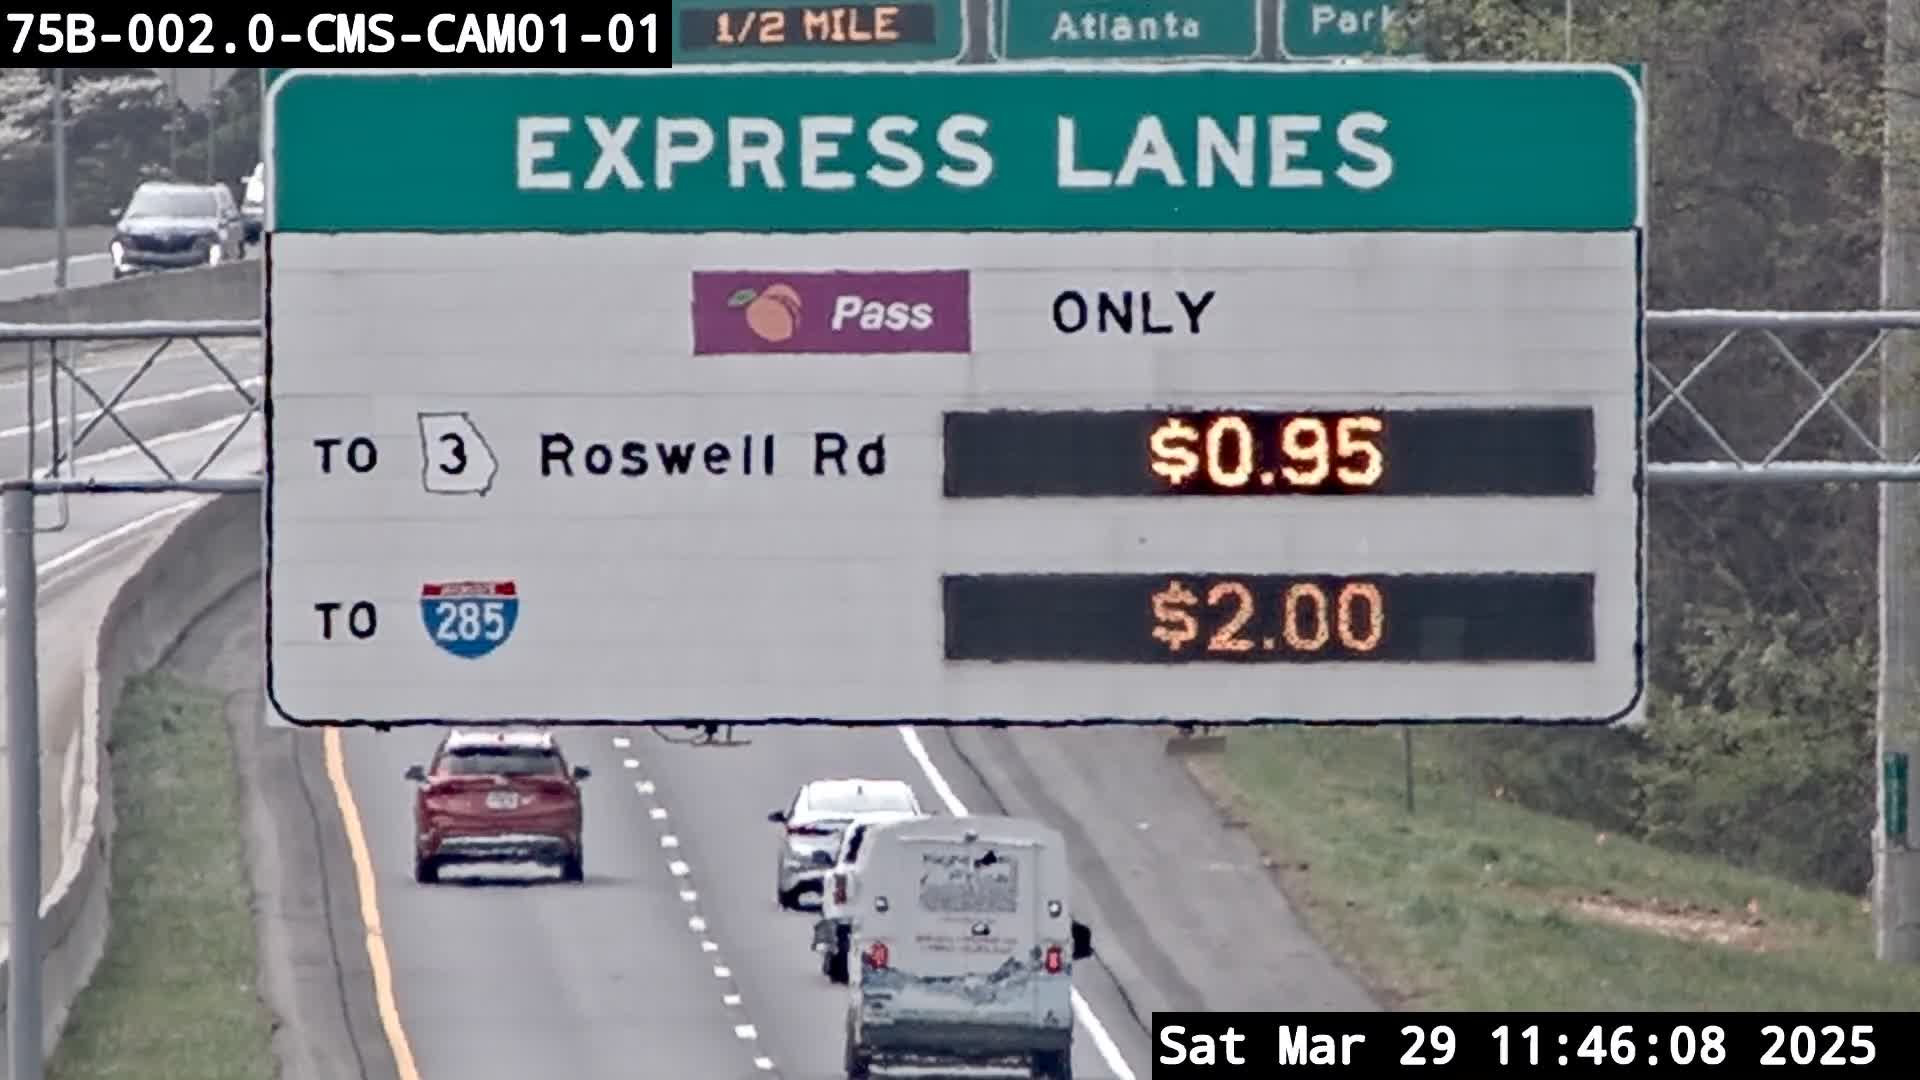 75B-002.0-CMS-CAM01-01
1/2 MILE
Atlanta
EXPRESS LANES
Pass ONLY
TO 3 Roswell Rd $0.95
TO 285 $2.00
Sat Mar 29 11:46:08 2025